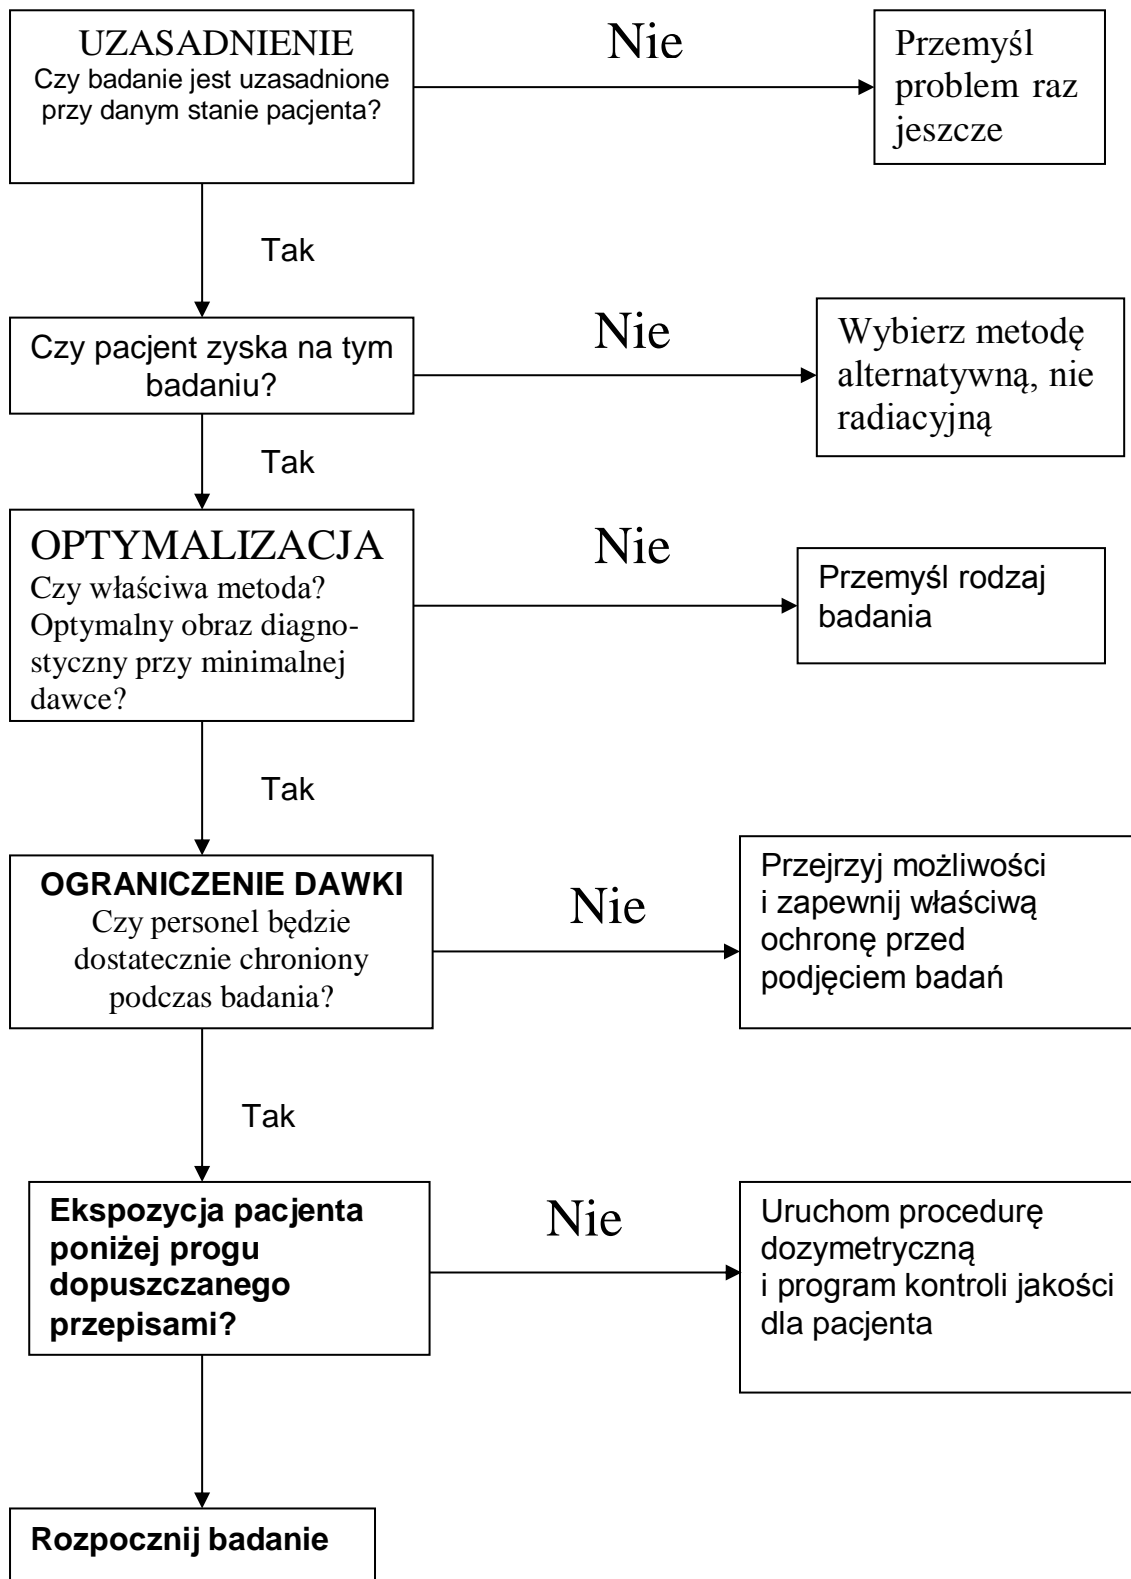 UZASADNIENIE
Czy badanie jest uzasadnione
przy danym stanie pacjenta?
Nie
Przemyśl
problem raz
jeszcze
Tak
Czy pacjent zyska na tym
badaniu?
Nie
Wybierz metodę
alternatywną, nie
radiacyjną
Tak
OPTYMALIZACJA
Czy właściwa metoda?
Optymalny obraz diagno-
styczny przy minimalnej
dawce?
Nie
Przemyśl rodzaj
badania
Tak
OGRANICZENIE DAWKI
Czy personel będzie
dostatecznie chroniony
podczas badania?
Nie
Przejrzyj możliwości
i zapewnij właściwą
ochronę przed
podjęciem badań
Tak
Ekspozycja pacjenta
poniżej progu
dopuszczanego
przepisami?
Nie
Uruchom procedurę
dozymetryczną
i program kontroli jakości
dla pacjenta
Rozpocznij badanie